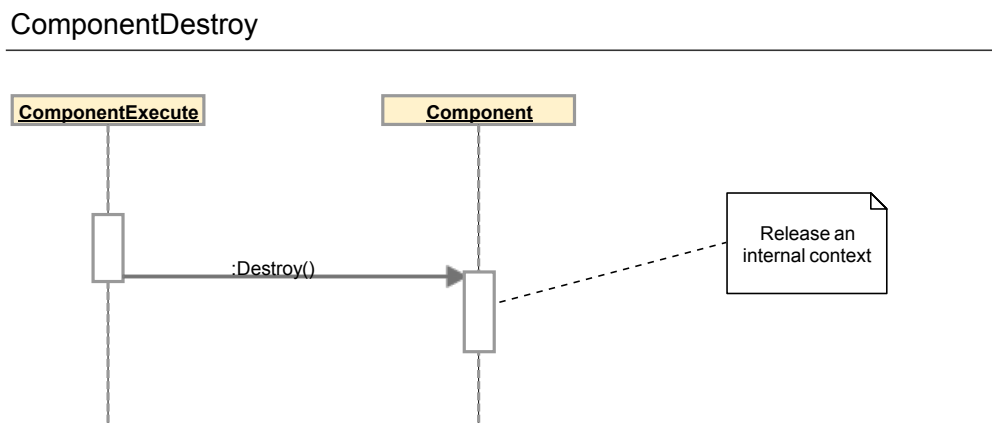 ComponentDestroy
ComponentExecute
Component
Release an
internal context
:Destroy()